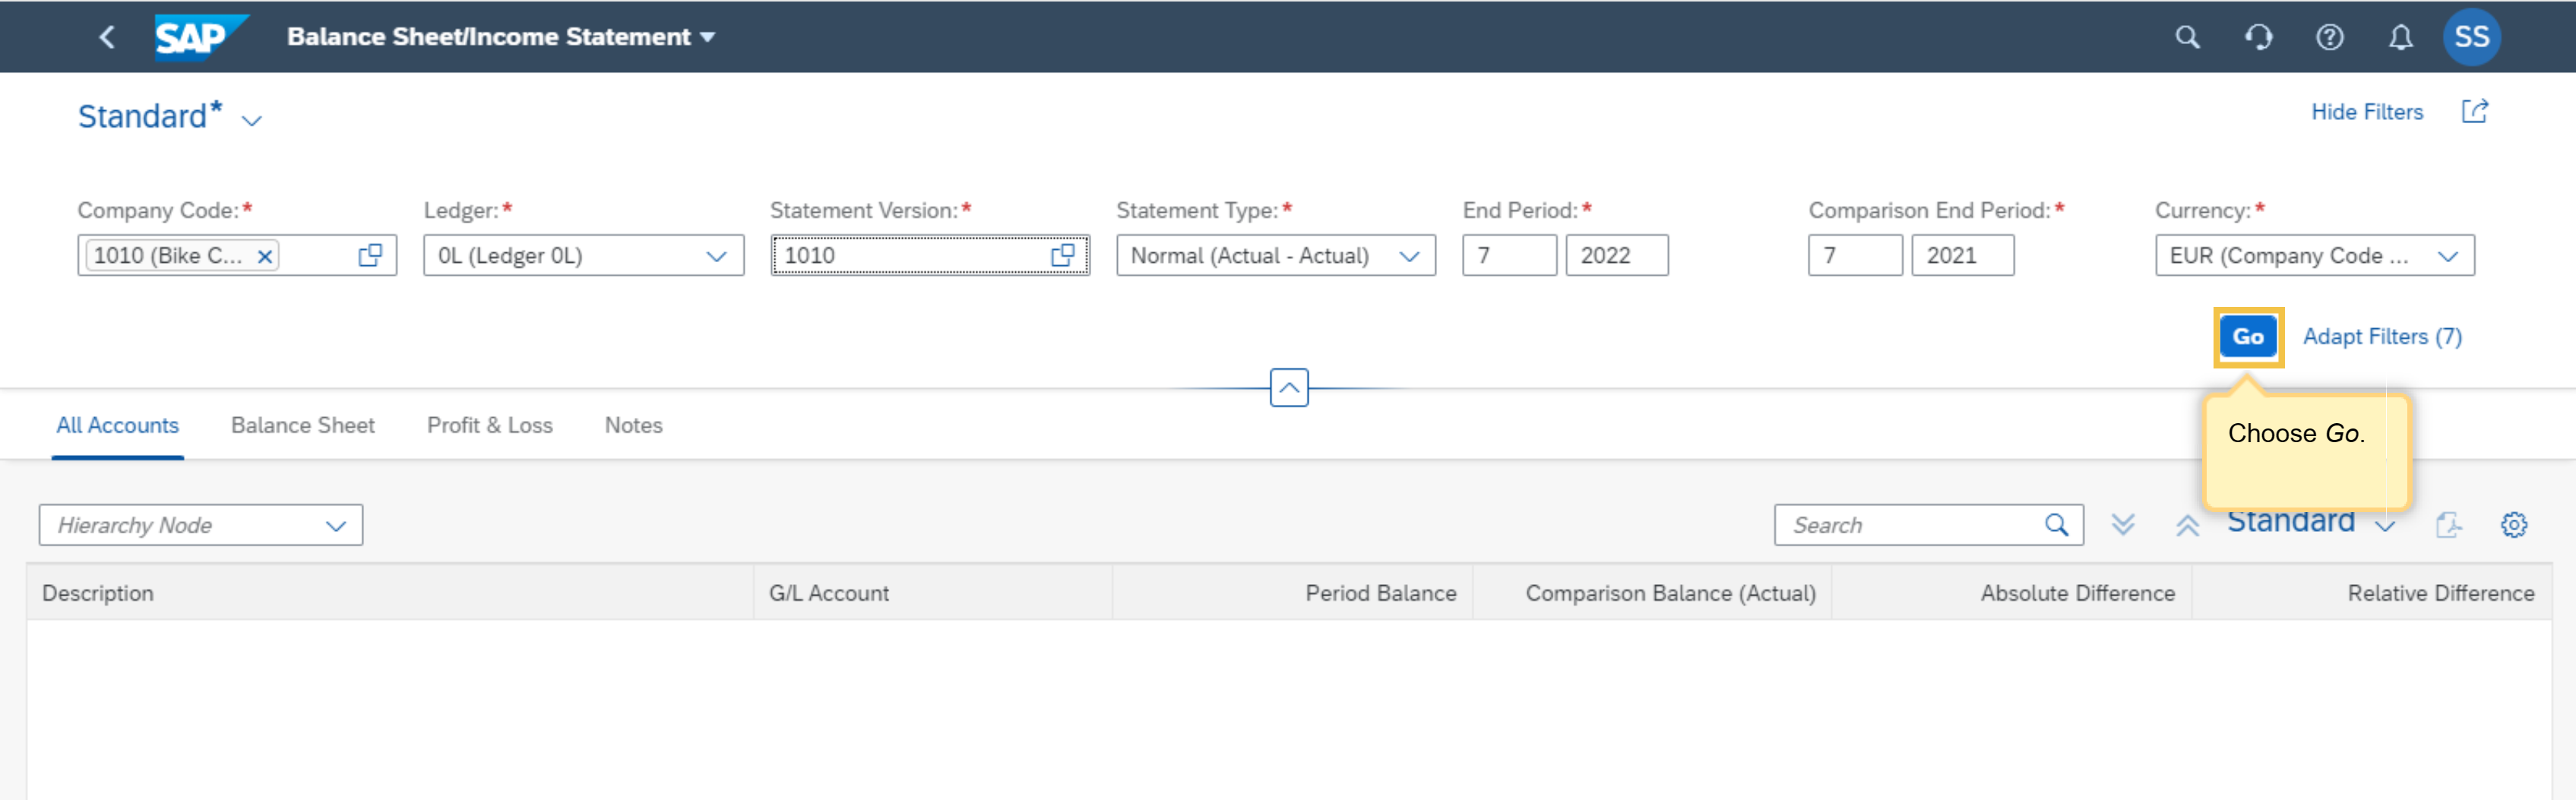 SAP Balance Sheet/Income Statement SS
Standard* Hide Filters
Company Code:* Ledger:* Statement Version:* Statement Type:* End Period:* Comparison End Period:* Currency:*
1010 (Bike C... 0L (Ledger 0L) 1010 Normal (Actual - Actual) 7 2022 7 2021 EUR (Company Code ...
Go Adapt Filters (7)
All Accounts Balance Sheet Profit & Loss Notes
Choose Go.
Hierarchy Node Search Standard
Description G/L Account Period Balance Comparison Balance (Actual) Absolute Difference Relative Difference